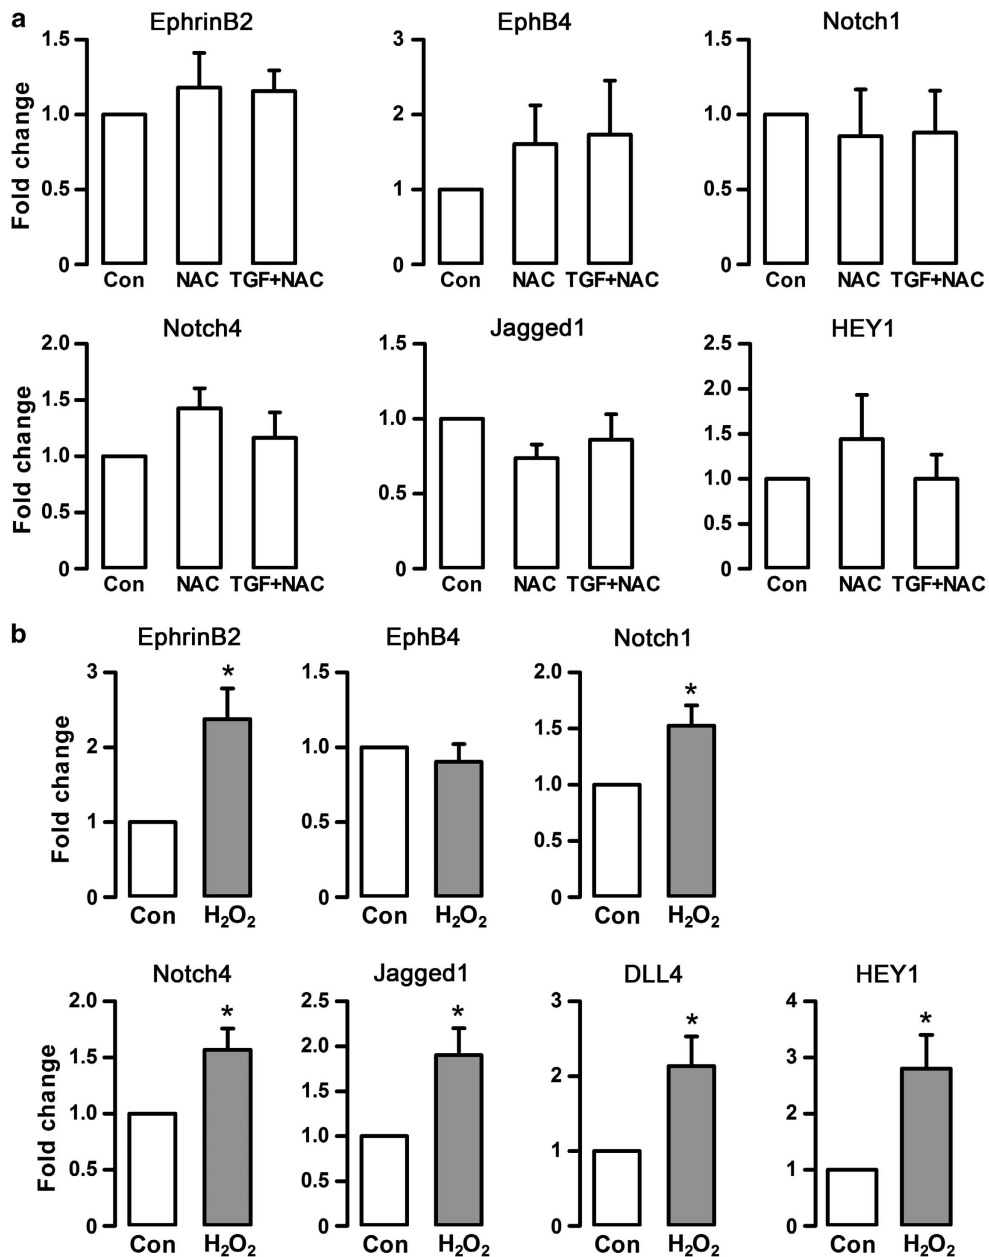 a
EphrinB2 EphB4 Notch1
Fold change
1.5 3 1.5
1.0 2 1.0
0.5 1 0.5
0 0 0
Con NAC TGF+NAC Con NAC TGF+NAC Con NAC TGF+NAC
Notch4 Jagged1 HEY1
Fold change
2.0 1.5 2.5
1.5 1.0 2.0
1.0 0.5 1.5
0.5 0 1.0
0 0.5
0
Con NAC TGF+NAC Con NAC TGF+NAC Con NAC TGF+NAC
b
EphrinB2 EphB4 Notch1
Fold change
3 1.5 2.0
2 1.0 1.5
1 0.5 1.0
0 0 0.5
0
* *
Con H₂O₂ Con H₂O₂ Con H₂O₂
Notch4 Jagged1 DLL4 HEY1
Fold change
2.0 2.5 3 4
1.5 2.0 2 3
1.0 1.5 1 2
0.5 1.0 0 1
0 0.5 0
0
* * * *
Con H₂O₂ Con H₂O₂ Con H₂O₂ Con H₂O₂